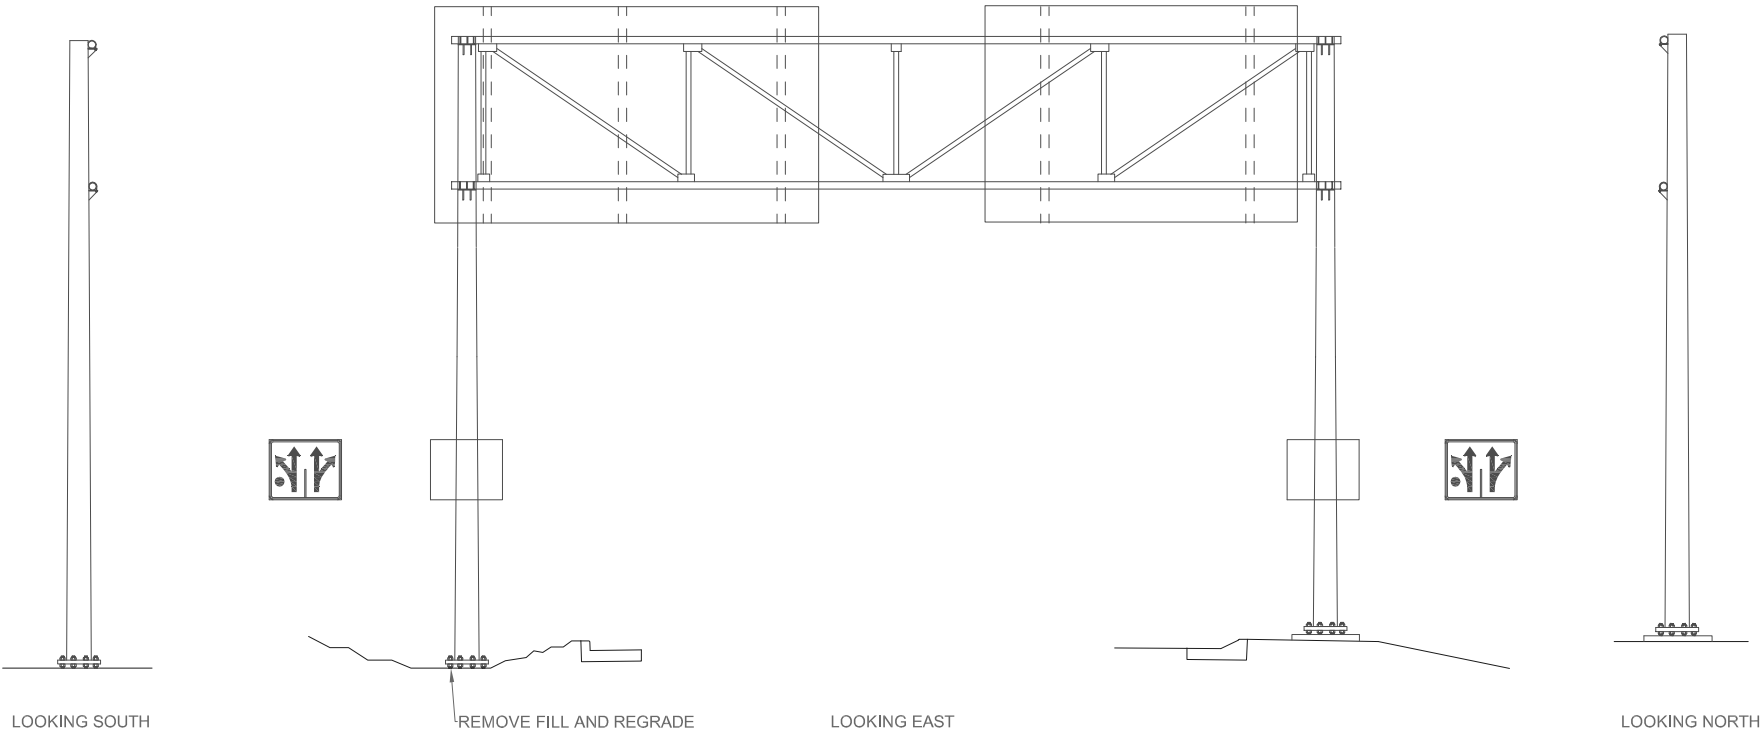 LOOKING SOUTH
REMOVE FILL AND REGRADE
LOOKING EAST
LOOKING NORTH